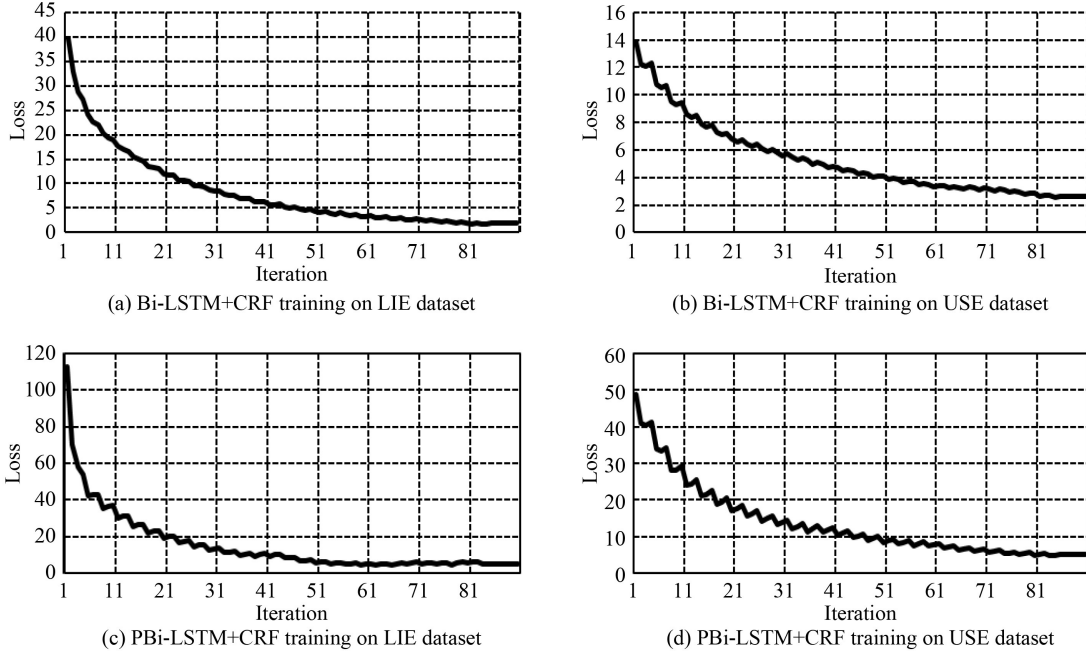 45
40
35
30
25
20
15
10
5
0
Loss
1 11 21 31 41 51 61 71 81
Iteration
(a) Bi-LSTM+CRF training on LIE dataset
16
14
12
10
8
6
4
2
0
Loss
1 11 21 31 41 51 61 71 81
Iteration
(b) Bi-LSTM+CRF training on USE dataset
120
100
80
60
40
20
0
Loss
1 11 21 31 41 51 61 71 81
Iteration
(c) PBi-LSTM+CRF training on LIE dataset
60
50
40
30
20
10
0
Loss
1 11 21 31 41 51 61 71 81
Iteration
(d) PBi-LSTM+CRF training on USE dataset